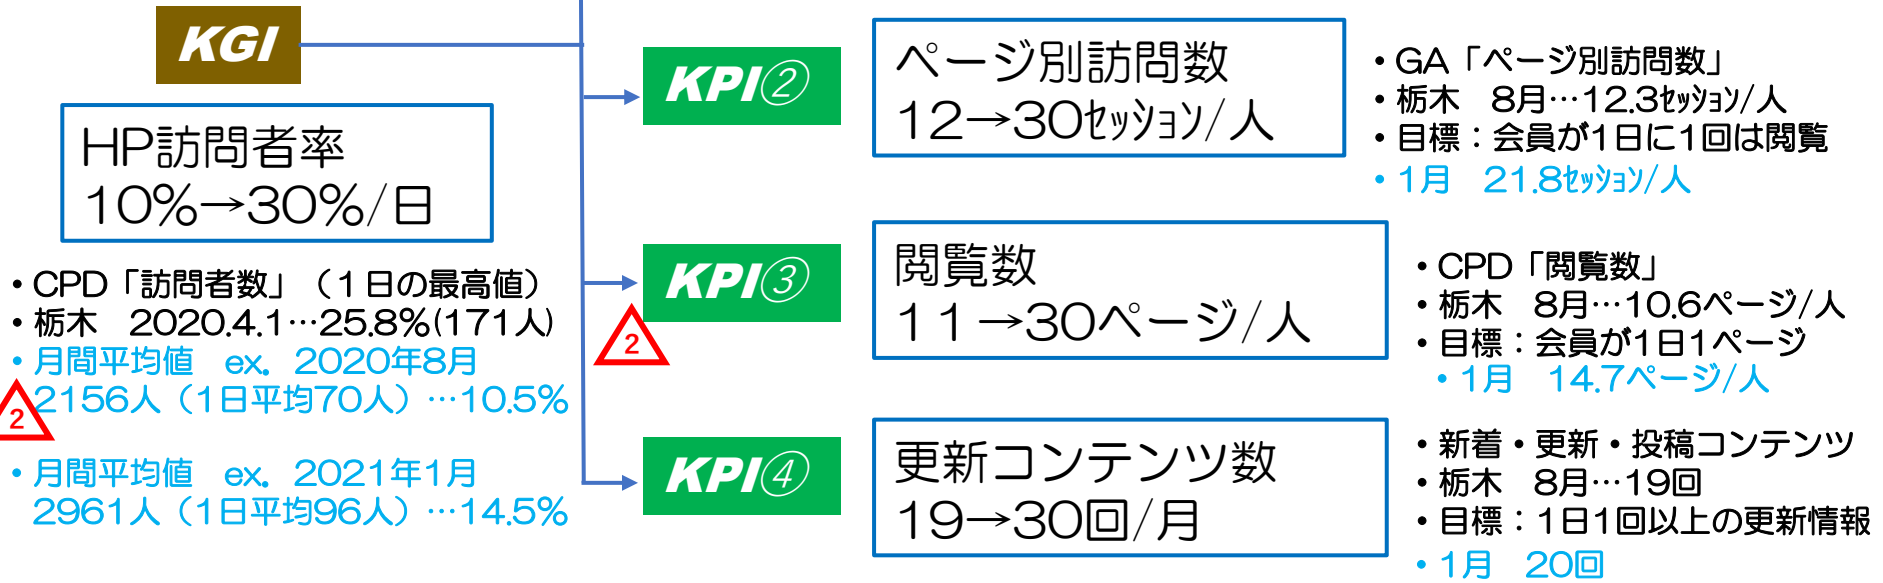 KGI
HP訪問者率
10%→30%/日
・CPD「訪問者数」（1日の最高値）
・栃木　2020.4.1…25.8%(171人)
・月間平均値　ex.　2020年8月
2156人（1日平均70人）…10.5%
2
・月間平均値　ex.　2021年1月
2961人（1日平均96人）…14.5%
KPI②
ページ別訪問数
12→30ｾｯｼｮﾝ/人
・GA「ページ別訪問数」
・栃木　8月…12.3ｾｯｼｮﾝ/人
・目標：会員が1日に1回は閲覧
・1月　21.8ｾｯｼｮﾝ/人
KPI③
2
閲覧数
11→30ページ/人
・CPD「閲覧数」
・栃木　8月…10.6ページ/人
・目標：会員が1日1ページ
・1月　14.7ページ/人
KPI④
更新コンテンツ数
19→30回/月
・新着・更新・投稿コンテンツ
・栃木　8月…19回
・目標：1日1回以上の更新情報
・1月　20回